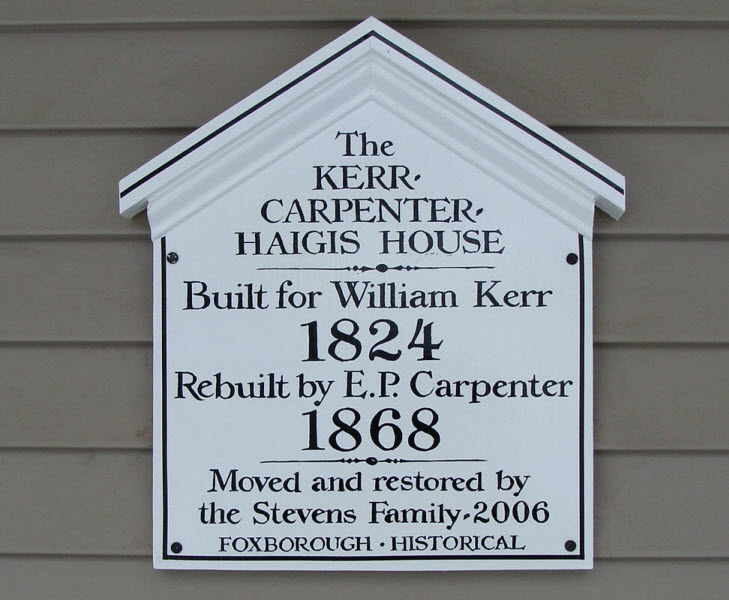 The
KERR·
CARPENTER·
HAIGIS HOUSE
Built for William Kerr
1824
Rebuilt by E.P. Carpenter
1868
Moved and restored by
the Stevens Family·2006
FOXBOROUGH · HISTORICAL